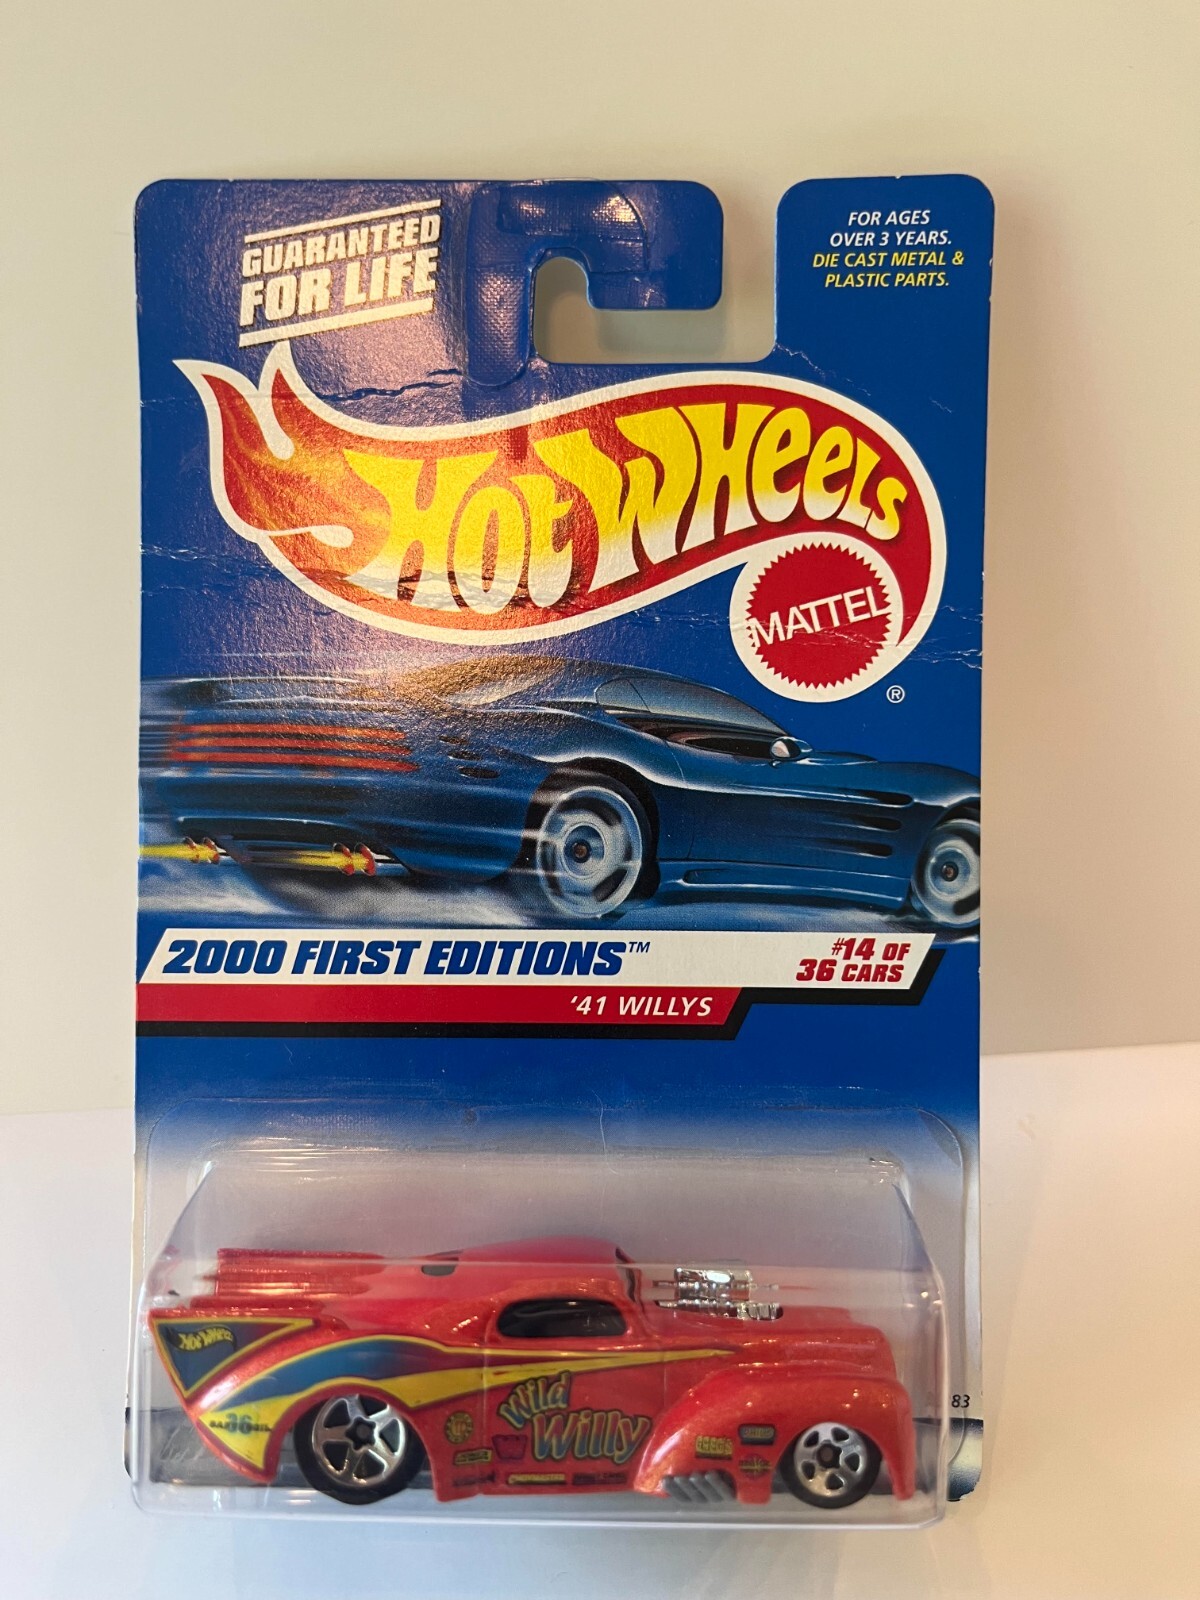 GUARANTEED
FOR LIFE
FOR AGES
OVER 3 YEARS.
DIE CAST METAL &
PLASTIC PARTS.
HOT WHEELS
MATTEL
®
2000 FIRST EDITIONS™
#14 OF
36 CARS
'41 WILLYS
83
Hot Wheels
Wild
Willy
36